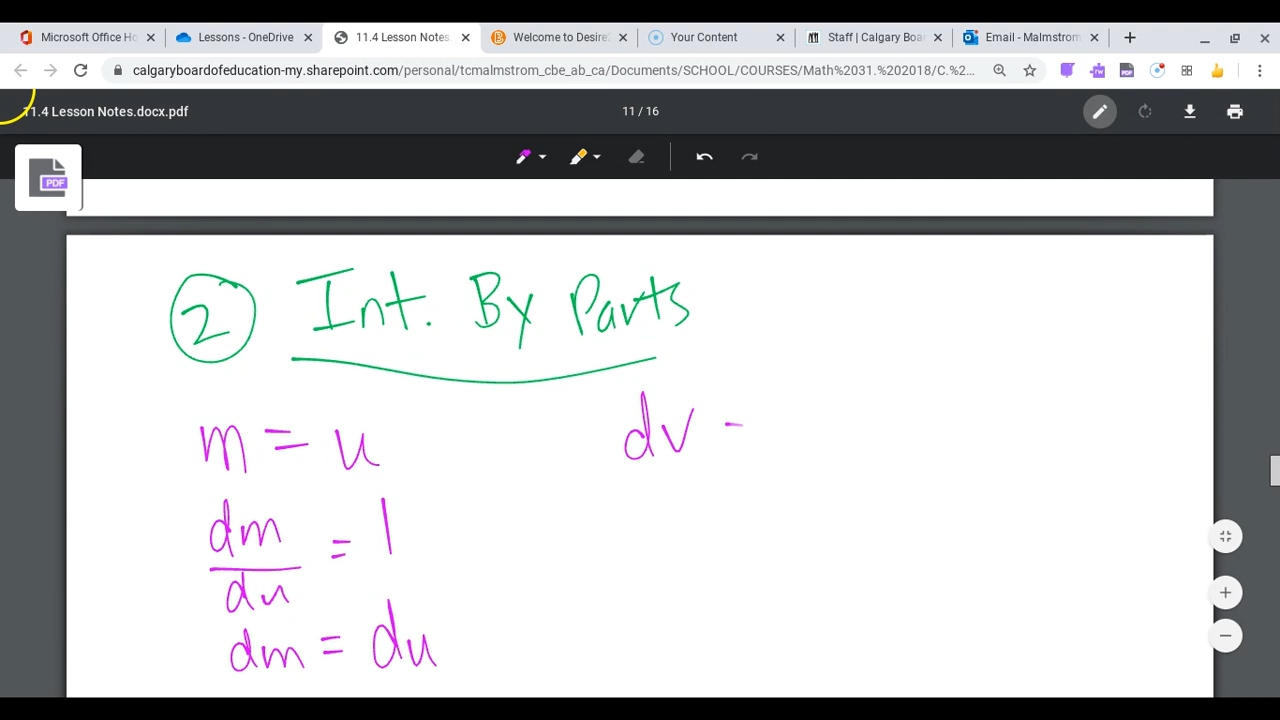 Microsoft Office Ho
Lessons - OneDrive
11.4 Lesson Notes.
Welcome to Desire2
Your Content
Staff | Calgary Boar
Email - Malmstrom
calgaryboardofeducation-my.sharepoint.com/personal/tcmalmstrom_cbe_ab_ca/Documents/SCHOOL/COURSES/Math%2031.%202018/C.%2...
11.4 Lesson Notes.docx.pdf
11 / 16
PDF
② Int. By Parts
m = u
dv -
dm/du = 1
dm = du